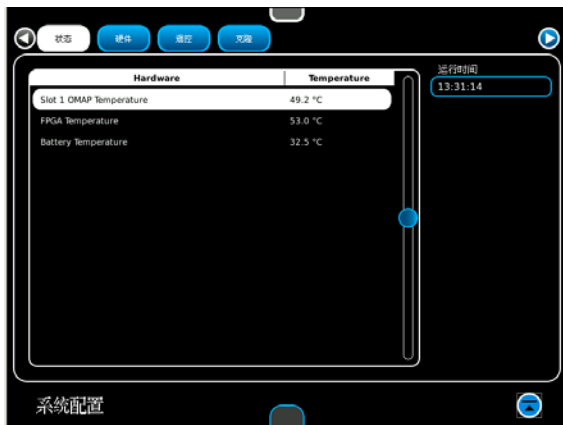 状态 硬件 遥控 克隆
Hardware Temperature
运行时间
13:31:14
Slot 1 OMAP Temperature 49.2 °C
FPGA Temperature 53.0 °C
Battery Temperature 32.5 °C
系统配置